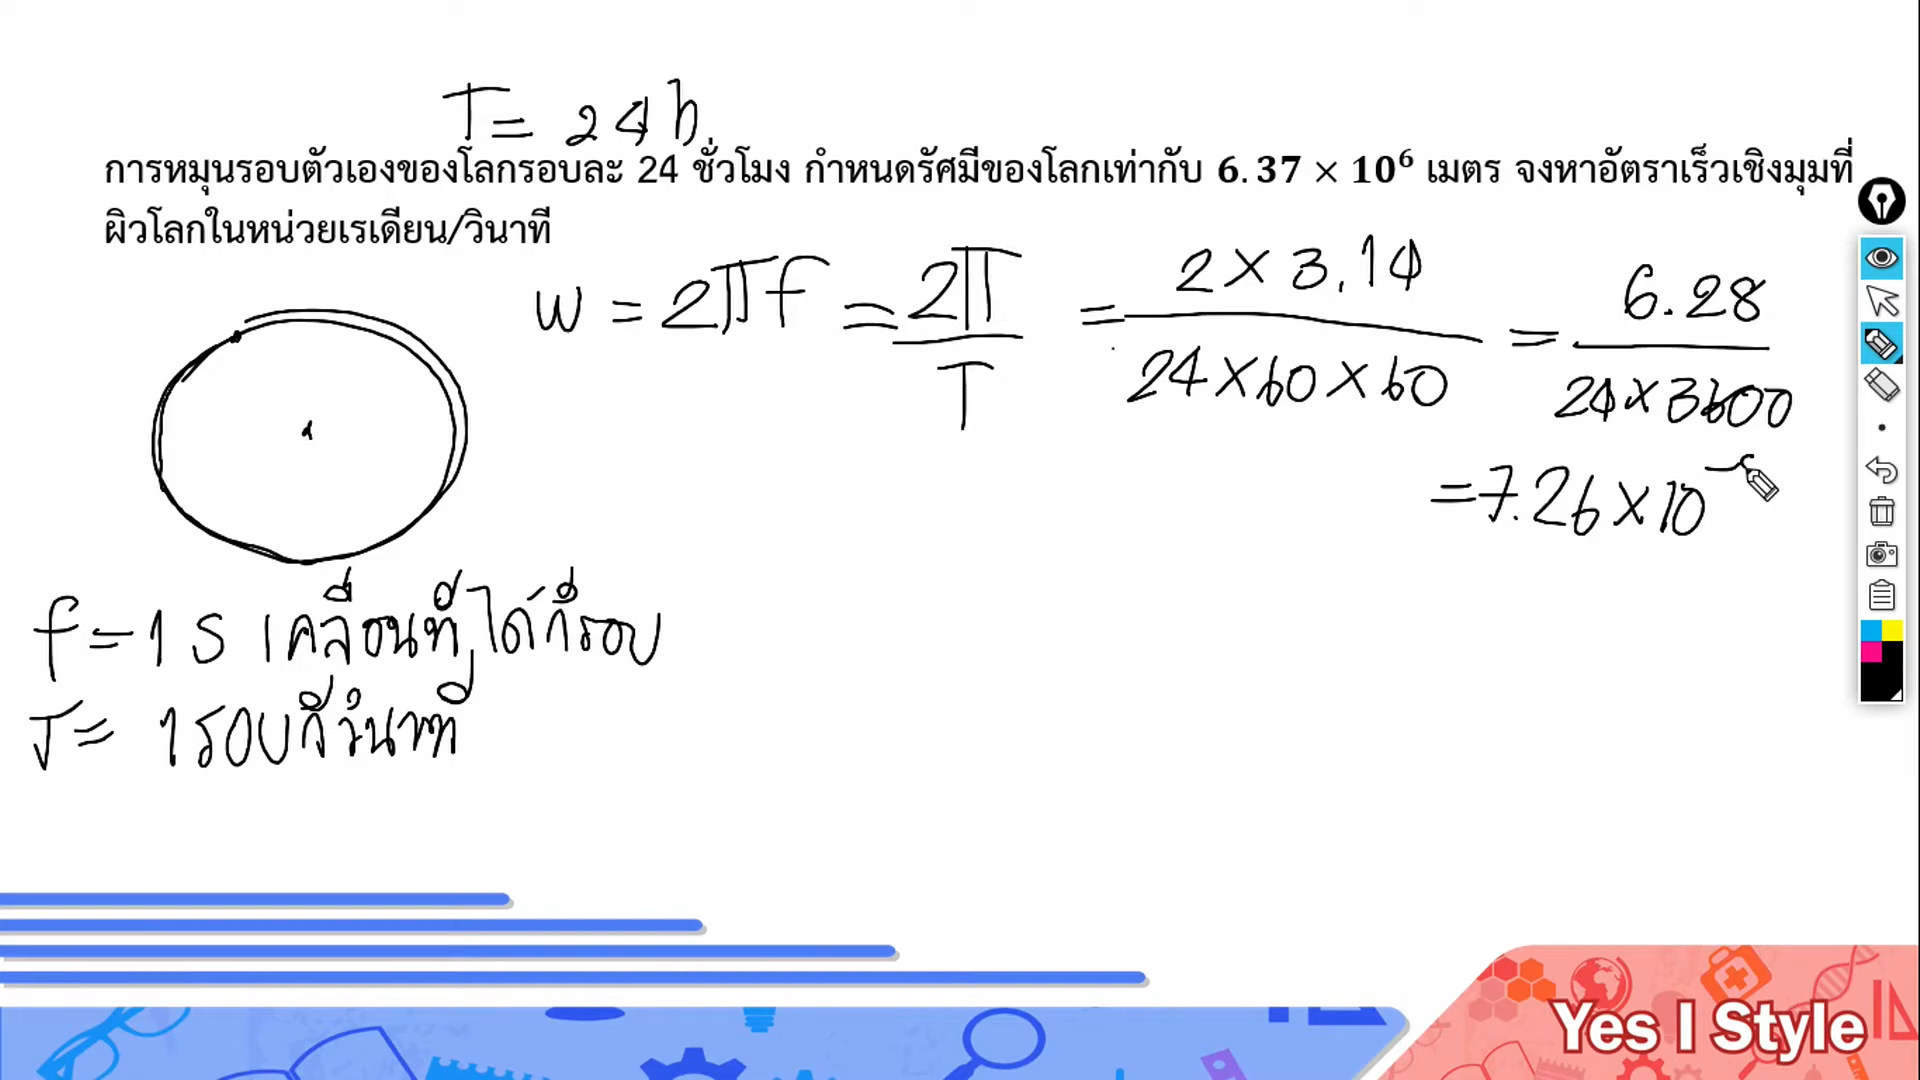 T = 24 h
การหมุนรอบตัวเองของโลกรอบละ 24 ชั่วโมง กำหนดรัศมีของโลกเท่ากับ 6.37 × 10⁶ เมตร จงหาอัตราเร็วเชิงมุมที่
ผิวโลกในหน่วยเรเดียน/วินาที
w = 2πf = 2π/T = 2 × 3.14 / 24 × 60 × 60 = 6.28 / 24 × 3600
= 7.26 × 10⁻
f = 1 S เคลื่อนที่ได้กี่รอบ
T = 1 รอบกี่วินาที
Yes I Style